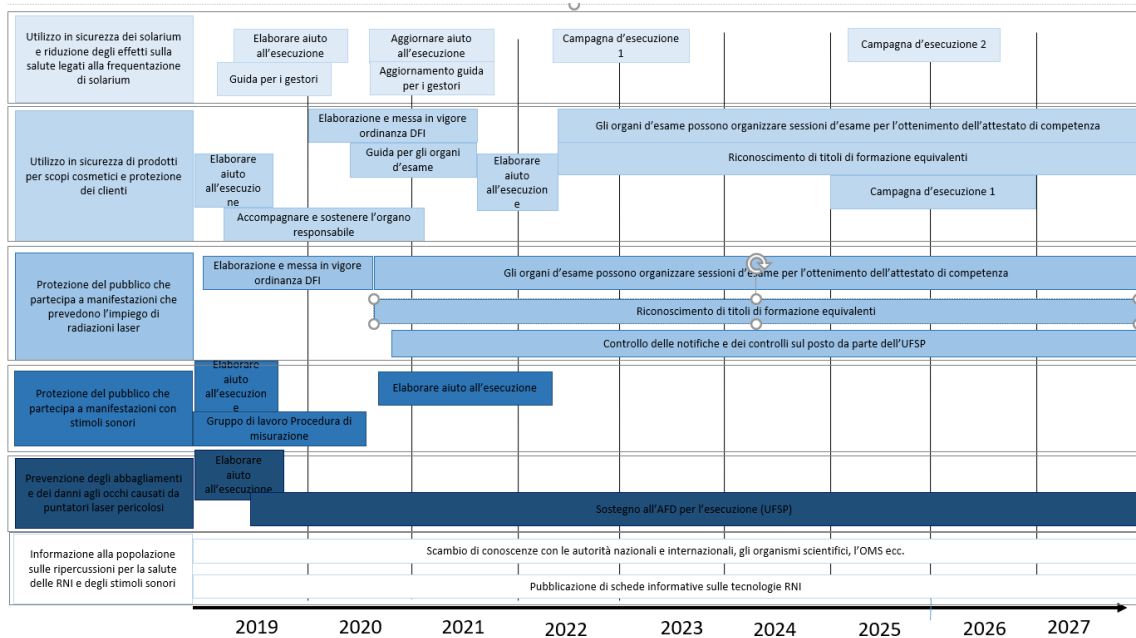 Utilizzo in sicurezza dei solarium
e riduzione degli effetti sulla
salute legati alla frequentazione
di solarium
Elaborare aiuto
all'esecuzione
Guida per i gestori
Aggiornare aiuto
all'esecuzione
Aggiornamento guida
per i gestori
Campagna d'esecuzione
1
Campagna d'esecuzione 2
Utilizzo in sicurezza di prodotti
per scopi cosmetici e protezione
dei clienti
Elaborazione e messa in vigore
ordinanza DFI
Gli organi d'esame possono organizzare sessioni d'esame per l'ottenimento dell'attestato di competenza
Guida per gli organi
d'esame
Elaborare
aiuto
all'esecuzio
ne
Elaborare
aiuto
all'esecuzion
e
Riconoscimento di titoli di formazione equivalenti
Campagna d'esecuzione 1
Accompagnare e sostenere l'organo
responsabile
Protezione del pubblico che
partecipa a manifestazioni che
prevedono l'impiego di
radiazioni laser
Elaborazione e messa in vigore
ordinanza DFI
Gli organi d'esame possono organizzare sessioni d'esame per l'ottenimento dell'attestato di competenza
Riconoscimento di titoli di formazione equivalenti
Controllo delle notifiche e dei controlli sul posto da parte dell'UFSP
Protezione del pubblico che
partecipa a manifestazioni con
stimoli sonori
Elaborare
aiuto
all'esecuzion
e
Elaborare aiuto all'esecuzione
Gruppo di lavoro Procedura di
misurazione
Prevenzione degli abbagliamenti
e dei danni agli occhi causati da
puntatori laser pericolosi
Elaborare
aiuto
all'esecuzione
Sostegno all'AFD per l'esecuzione (UFSP)
Informazione alla popolazione
sulle ripercussioni per la salute
delle RNI e degli stimoli sonori
Scambio di conoscenze con le autorità nazionali e internazionali, gli organismi scientifici, l'OMS ecc.
Pubblicazione di schede informative sulle tecnologie RNI
2019 2020 2021 2022 2023 2024 2025 2026 2027